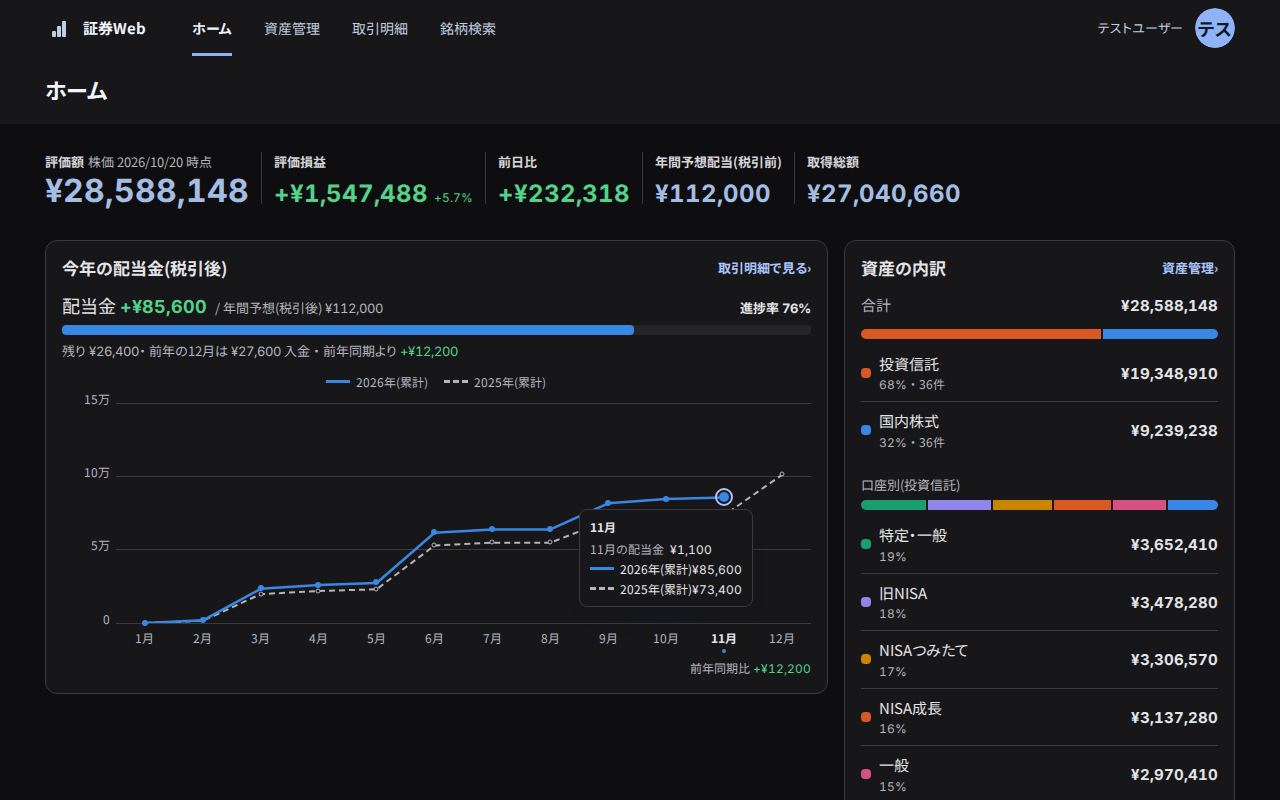 証券Web ホーム 資産管理 取引明細 銘柄検索 テストユーザー テス
ホーム
評価額 株価 2026/10/20 時点
¥28,588,148
評価損益
+¥1,547,488 +5.7%
前日比
+¥232,318
年間予想配当(税引前)
¥112,000
取得総額
¥27,040,660
今年の配当金(税引後) 取引明細で見る›
配当金 +¥85,600 / 年間予想(税引後) ¥112,000 進捗率 76%
残り ¥26,400・前年の12月は ¥27,600 入金・前年同期より +¥12,200
2026年(累計) 2025年(累計)
15万
10万
5万
0
11月
11月の配当金 ¥1,100
2026年(累計)¥85,600
2025年(累計)¥73,400
1月 2月 3月 4月 5月 6月 7月 8月 9月 10月 11月 12月
前年同期比 +¥12,200
資産の内訳 資産管理›
合計 ¥28,588,148
投資信託 ¥19,348,910
68%・36件
国内株式 ¥9,239,238
32%・36件
口座別(投資信託)
特定・一般 ¥3,652,410
19%
旧NISA ¥3,478,280
18%
NISAつみたて ¥3,306,570
17%
NISA成長 ¥3,137,280
16%
一般 ¥2,970,410
15%